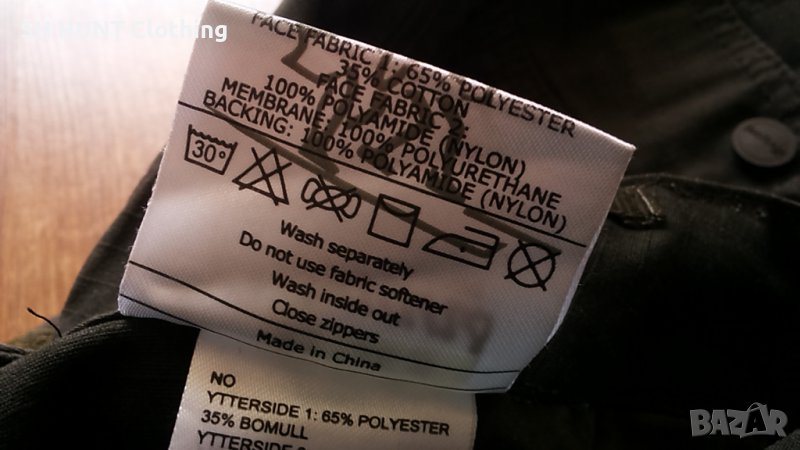 SM HUNT Clothing
FACE FABRIC 1: 65% POLYESTER
35% COTTON
FACE FABRIC 2:
100% POLYAMIDE (NYLON)
MEMBRANE: 100% POLYURETHANE
BACKING: 100% POLYAMIDE (NYLON)
30°
Wash separately
Do not use fabric softener
Wash inside out
Close zippers
Made in China
NO
YTTERSIDE 1: 65% POLYESTER
35% BOMULL
YTTERSIDE
BAZAR